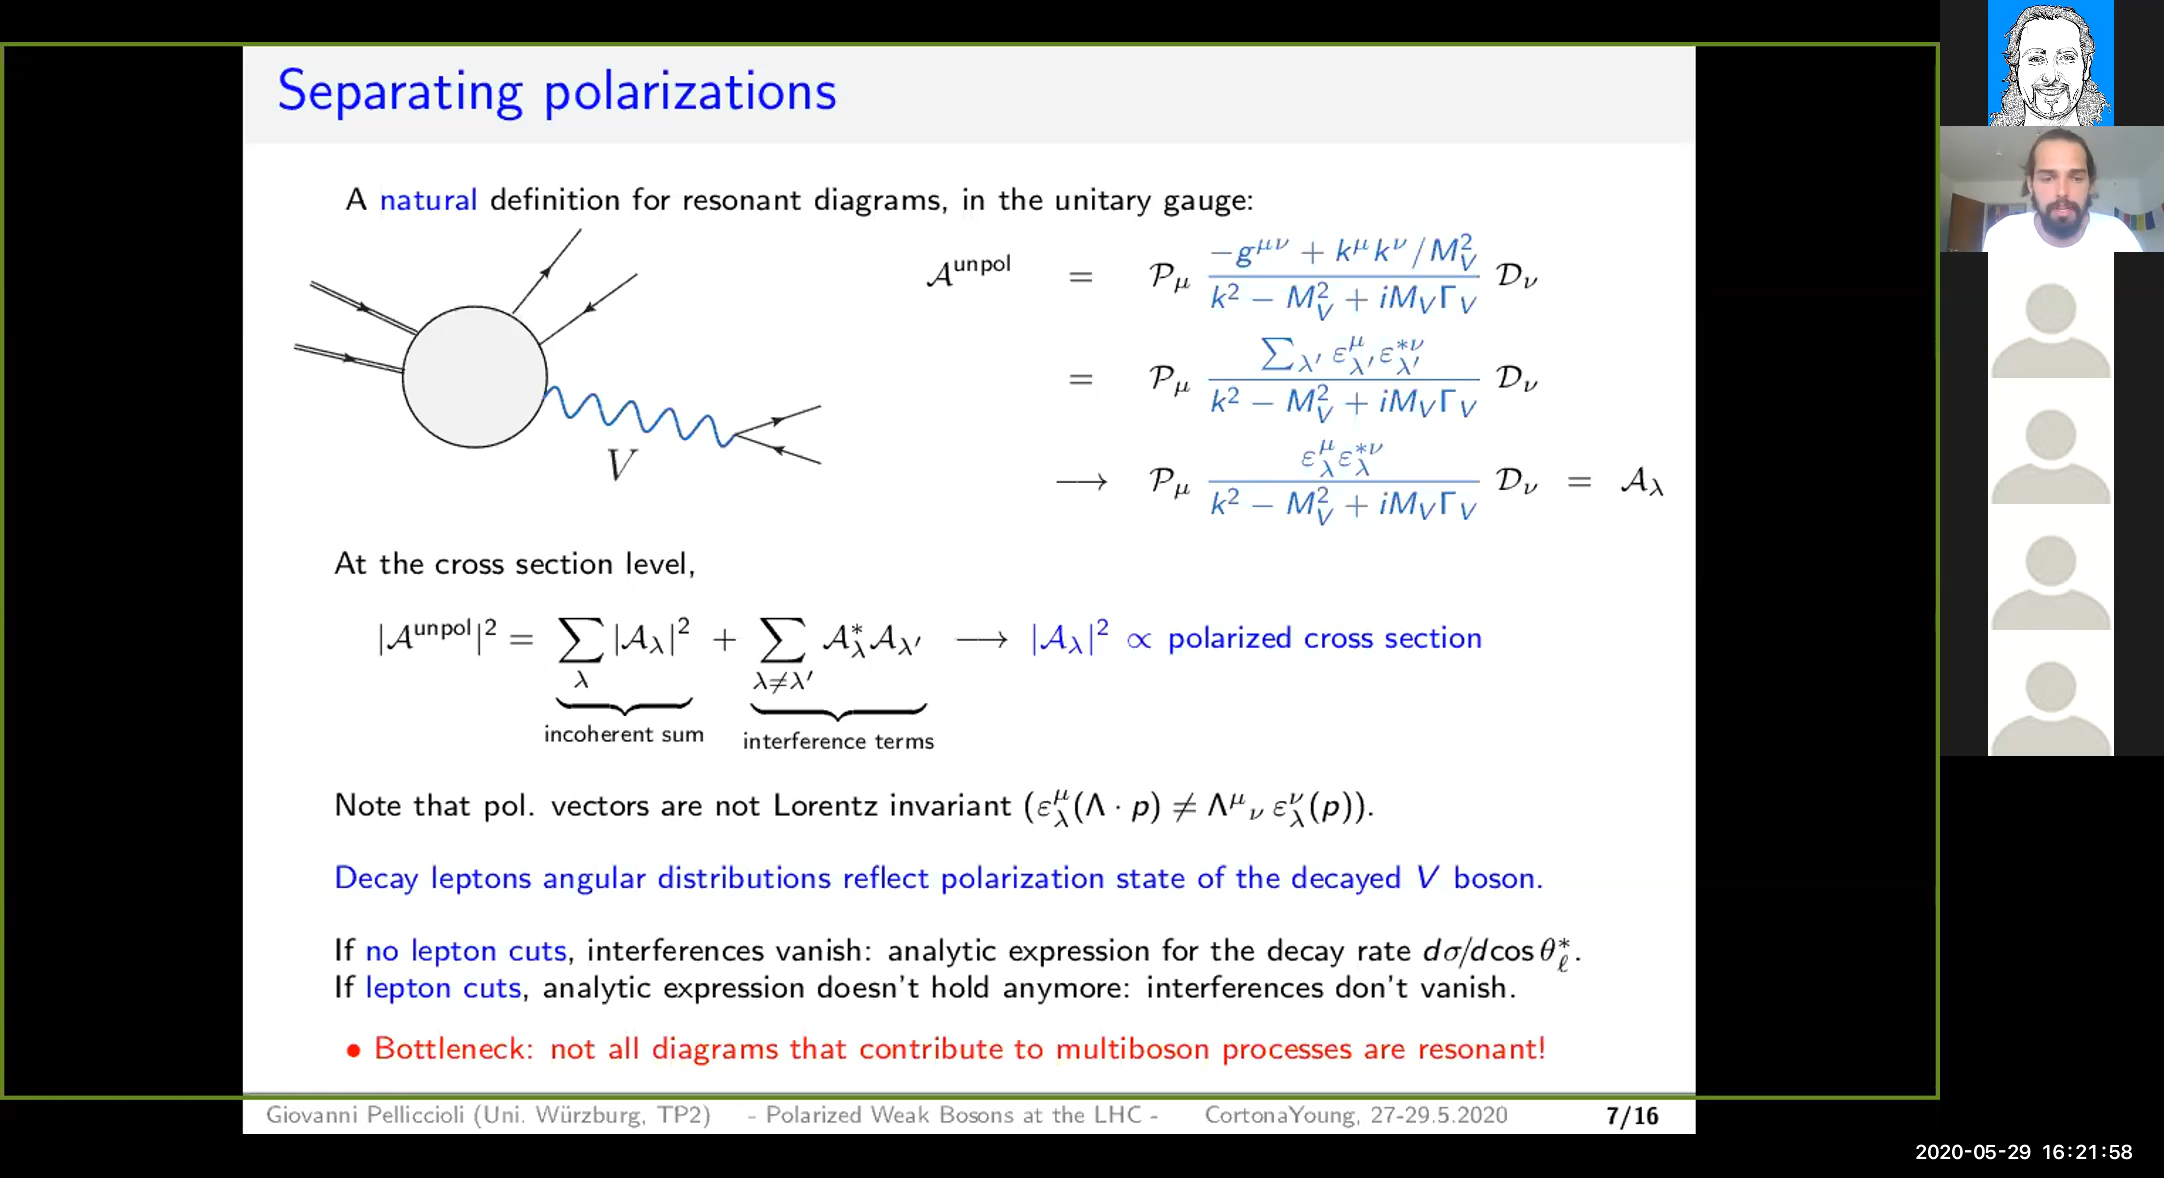 Separating polarizations
A natural definition for resonant diagrams, in the unitary gauge:
V
𝒜^unpol = 𝒫_μ (−g^{μν} + k^μ k^ν / M_V^2) / (k^2 − M_V^2 + iM_VΓ_V) 𝒟_ν
= 𝒫_μ (∑_{λ′} ε^μ_{λ′} ε^{*ν}_{λ′}) / (k^2 − M_V^2 + iM_VΓ_V) 𝒟_ν
⟶ 𝒫_μ (ε^μ_λ ε^{*ν}_λ) / (k^2 − M_V^2 + iM_VΓ_V) 𝒟_ν = 𝒜_λ
At the cross section level,
|𝒜^unpol|^2 = ∑_λ |𝒜_λ|^2 + ∑_{λ≠λ′} 𝒜^*_λ 𝒜_{λ′} ⟶ |𝒜_λ|^2 ∝ polarized cross section
incoherent sum interference terms
Note that pol. vectors are not Lorentz invariant (ε^μ_λ(Λ · p) ≠ Λ^μ_ν ε^ν_λ(p)).
Decay leptons angular distributions reflect polarization state of the decayed V boson.
If no lepton cuts, interferences vanish: analytic expression for the decay rate dσ/dcos θ^*_ℓ.
If lepton cuts, analytic expression doesn't hold anymore: interferences don't vanish.
• Bottleneck: not all diagrams that contribute to multiboson processes are resonant!
Giovanni Pelliccioli (Uni. Würzburg, TP2) - Polarized Weak Bosons at the LHC - CortonaYoung, 27-29.5.2020 7/16
2020-05-29 16:21:58